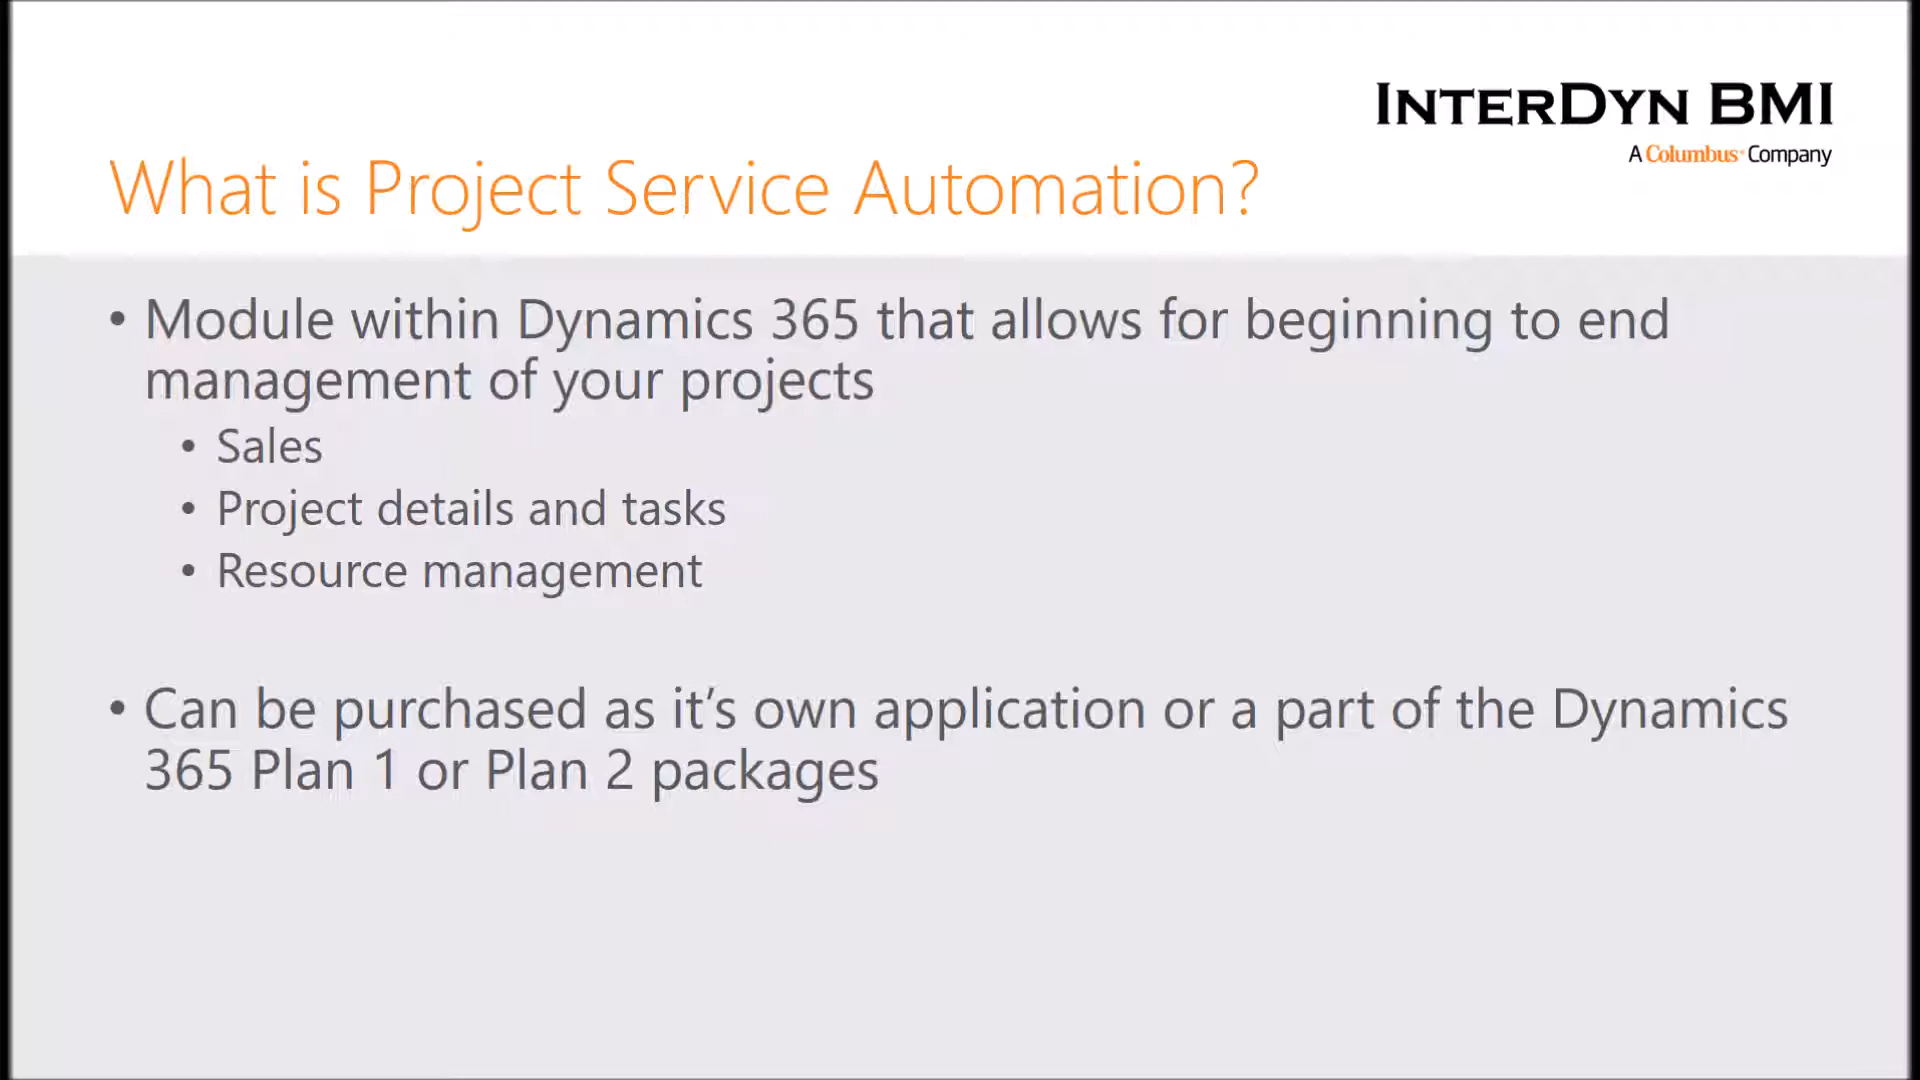 INTERDYN BMI
A Columbus Company
What is Project Service Automation?
• Module within Dynamics 365 that allows for beginning to end
management of your projects
• Sales
• Project details and tasks
• Resource management
• Can be purchased as it’s own application or a part of the Dynamics
365 Plan 1 or Plan 2 packages